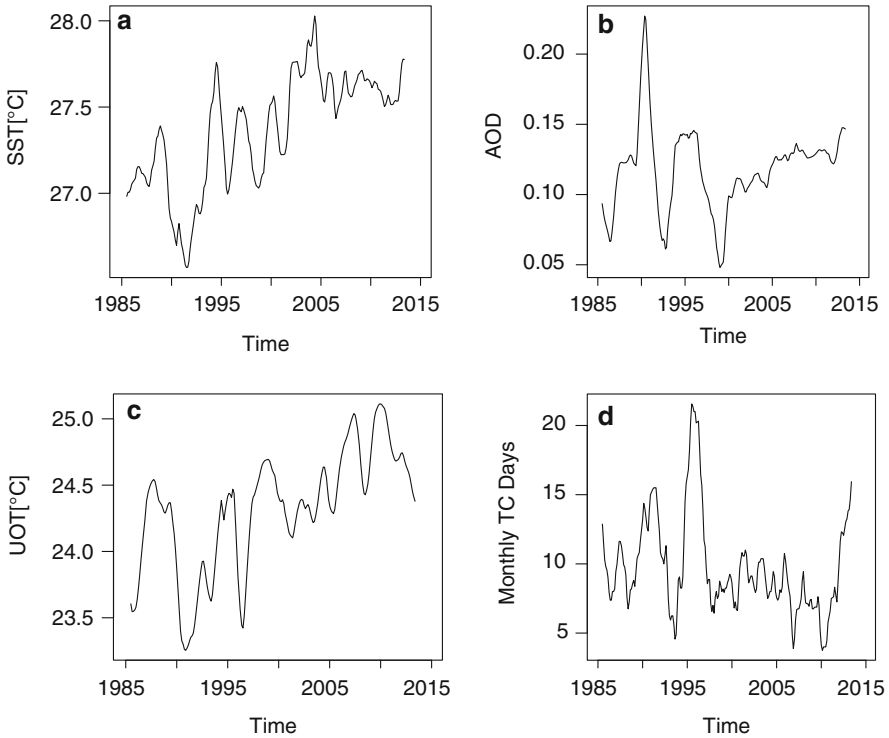 a
SST[°C]
28.0
27.5
27.0
1985 1995 2005 2015
Time
b
AOD
0.20
0.15
0.10
0.05
1985 1995 2005 2015
Time
c
UOT[°C]
25.0
24.5
24.0
23.5
1985 1995 2005 2015
Time
d
Monthly TC Days
20
15
10
5
1985 1995 2005 2015
Time